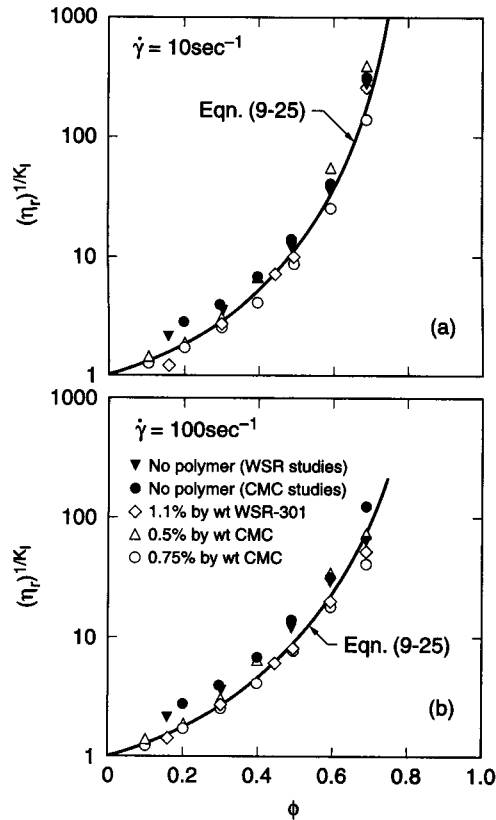 1000
γ̇ = 10sec⁻¹
Eqn. (9-25)
100
(ηr)^1/KI
10
(a)
1
1000
γ̇ = 100sec⁻¹
▼ No polymer (WSR studies)
● No polymer (CMC studies)
100
◇ 1.1% by wt WSR-301
△ 0.5% by wt CMC
○ 0.75% by wt CMC
(ηr)^1/KI
10
Eqn. (9-25)
(b)
1
0 0.2 0.4 0.6 0.8 1.0
ϕ